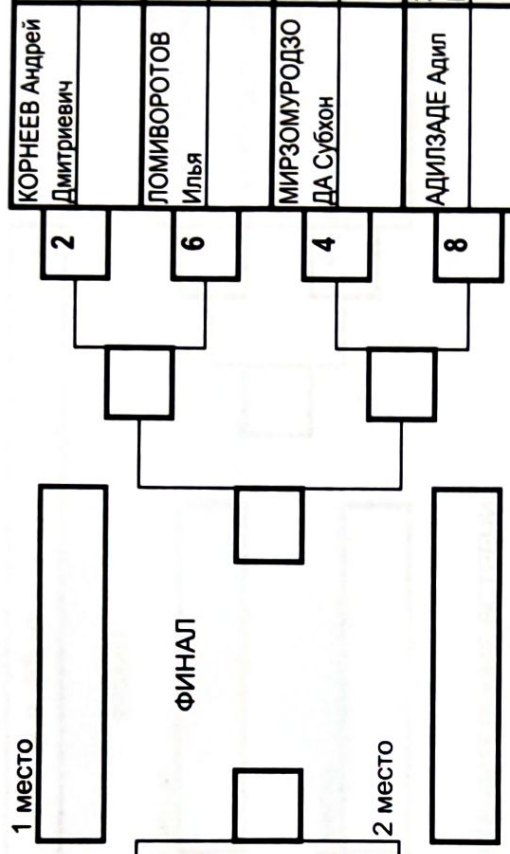 КОРНЕЕВ Андрей
Дмитриевич
2
ЛОМИВОРОТОВ
Илья
6
МИРЗОМУРОДЗО
ДА Субхон
4
АДИЛЗАДЕ Адил
8
1 место
ФИНАЛ
2 место